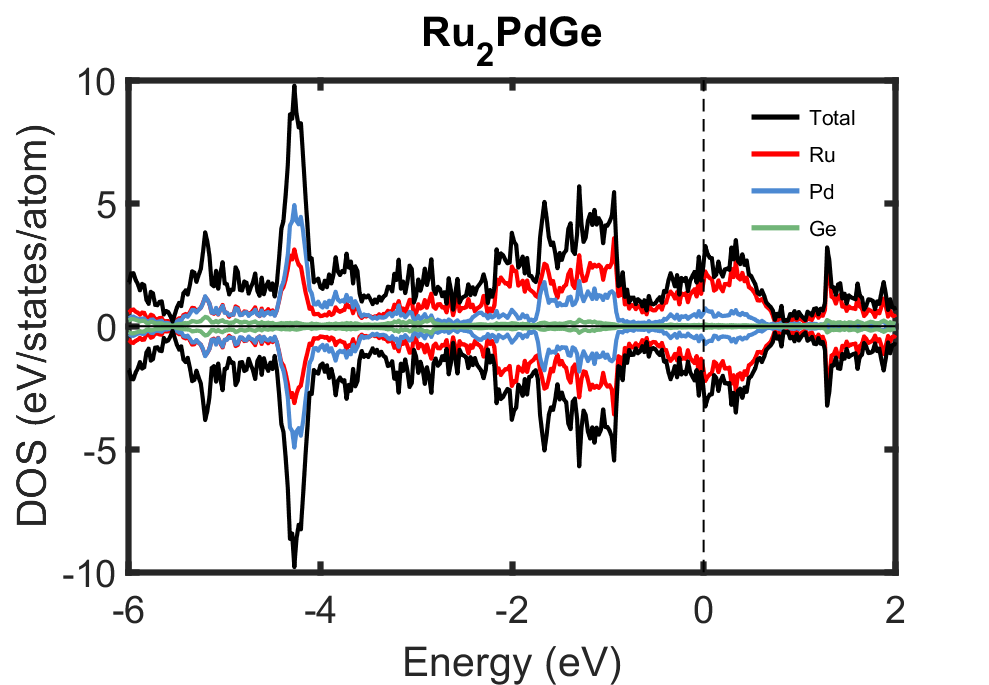 Ru₂PdGe
10
5
0
-5
-10
DOS (eV/states/atom)
Total
Ru
Pd
Ge
-6
-4
-2
0
2
Energy (eV)